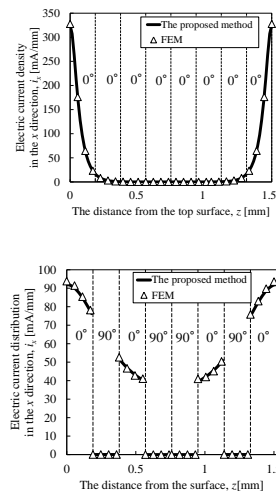 350
300
250
200
150
100
50
0
Electric current density
in the x direction, iₓ [mA/mm]
The proposed method
FEM
0° 0° 0° 0° 0° 0° 0° 0°
0 0.5 1 1.5
The distance from the top surface, z [mm]
100
90
80
70
60
50
40
30
20
10
0
Electric current distribution
in the x direction, iₓ [mA/mm]
The proposed method
FEM
0° 90° 0° 90° 90° 0° 90° 0°
0 0.5 1 1.
The distance from the surface, z[mm]